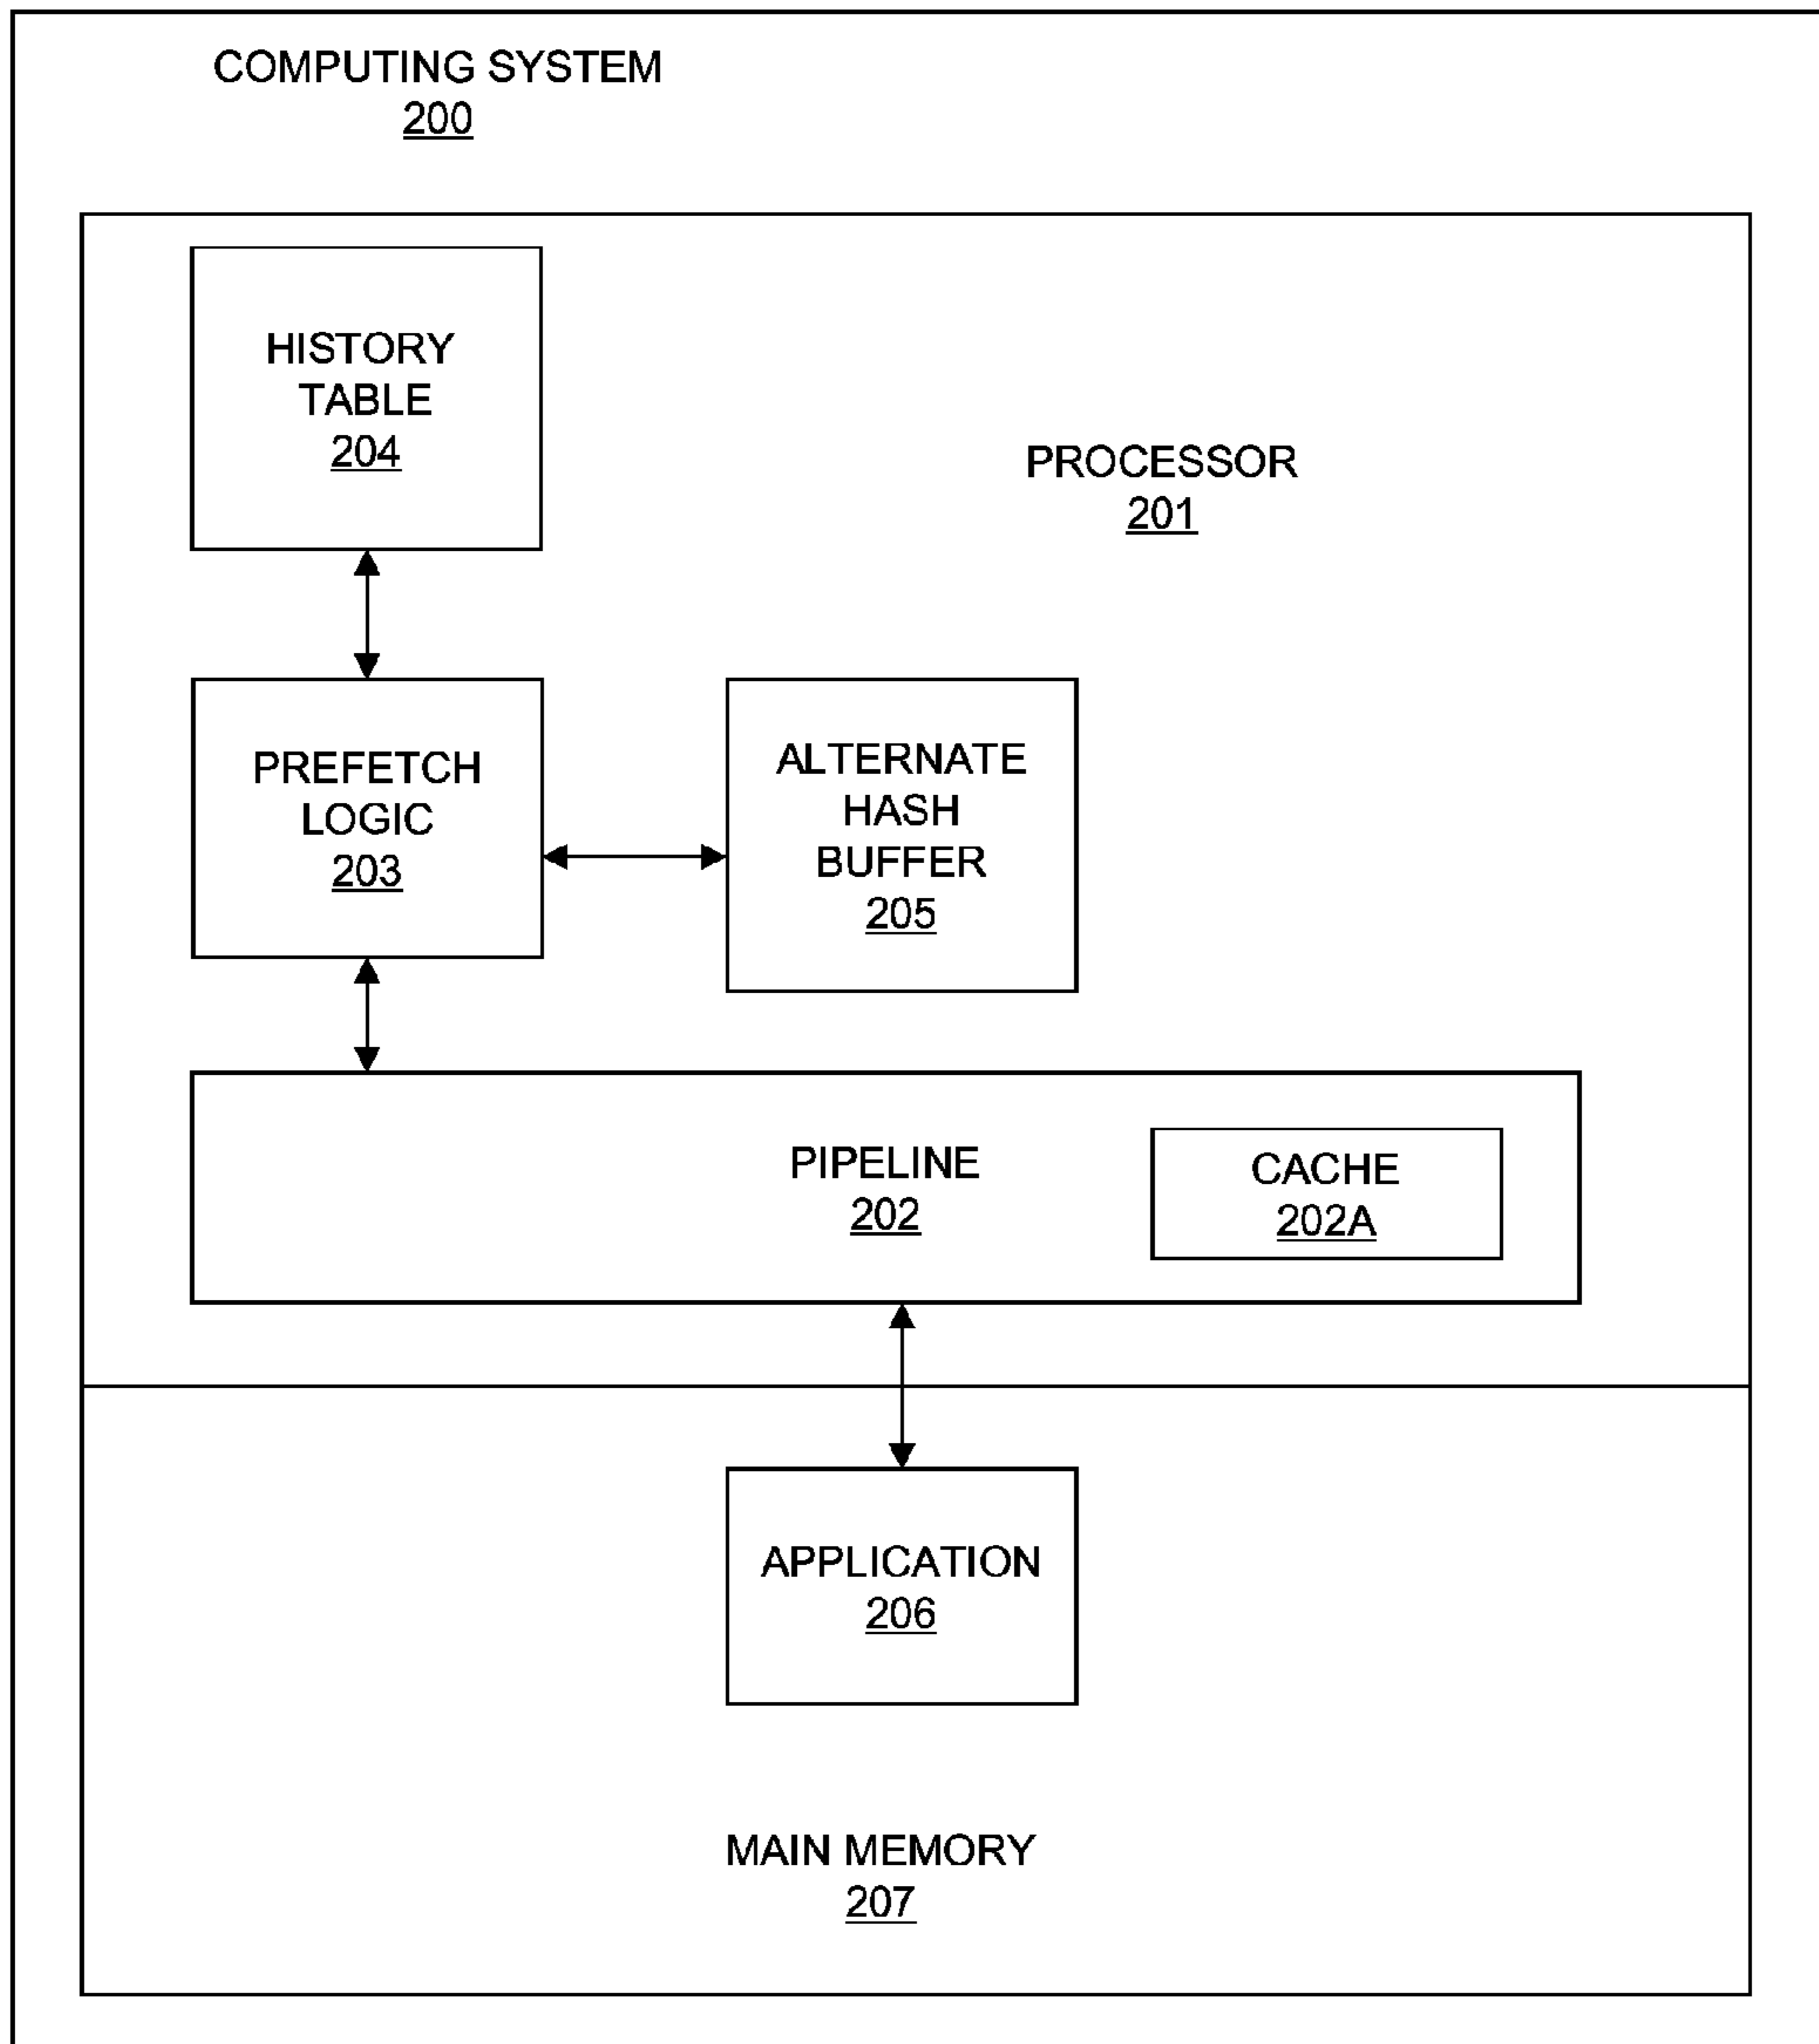 COMPUTING SYSTEM
200
HISTORY
TABLE
204
PROCESSOR
201
PREFETCH
LOGIC
203
ALTERNATE
HASH
BUFFER
205
PIPELINE
202
CACHE
202A
APPLICATION
206
MAIN MEMORY
207